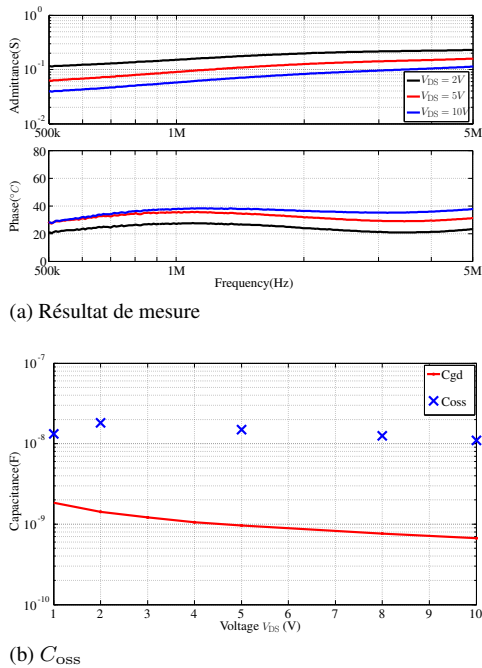 10^0
10^-1
10^-2
Admittance(S)
V_DS = 2V
V_DS = 5V
V_DS = 10V
500k 1M 5M
80
60
40
20
0
Phase(°C)
500k 1M 5M
Frequency(Hz)
(a) Résultat de mesure
10^-7
10^-8
10^-9
10^-10
Capacitance(F)
Cgd
Coss
1 2 3 4 5 6 7 8 9 10
Voltage V_DS (V)
(b) C_oss